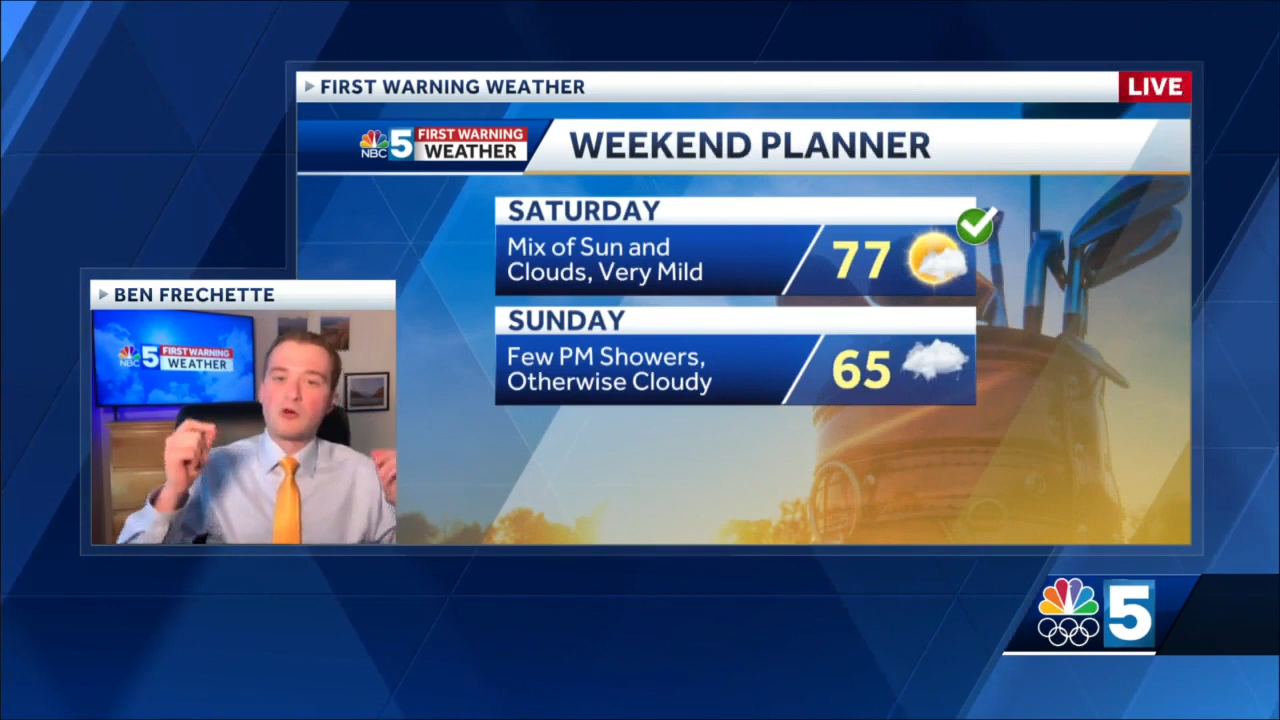 FIRST WARNING WEATHER
LIVE
NBC 5 FIRST WARNING WEATHER
WEEKEND PLANNER
SATURDAY
Mix of Sun and
Clouds, Very Mild
77
SUNDAY
Few PM Showers,
Otherwise Cloudy
65
BEN FRECHETTE
NBC 5 FIRST WARNING WEATHER
5